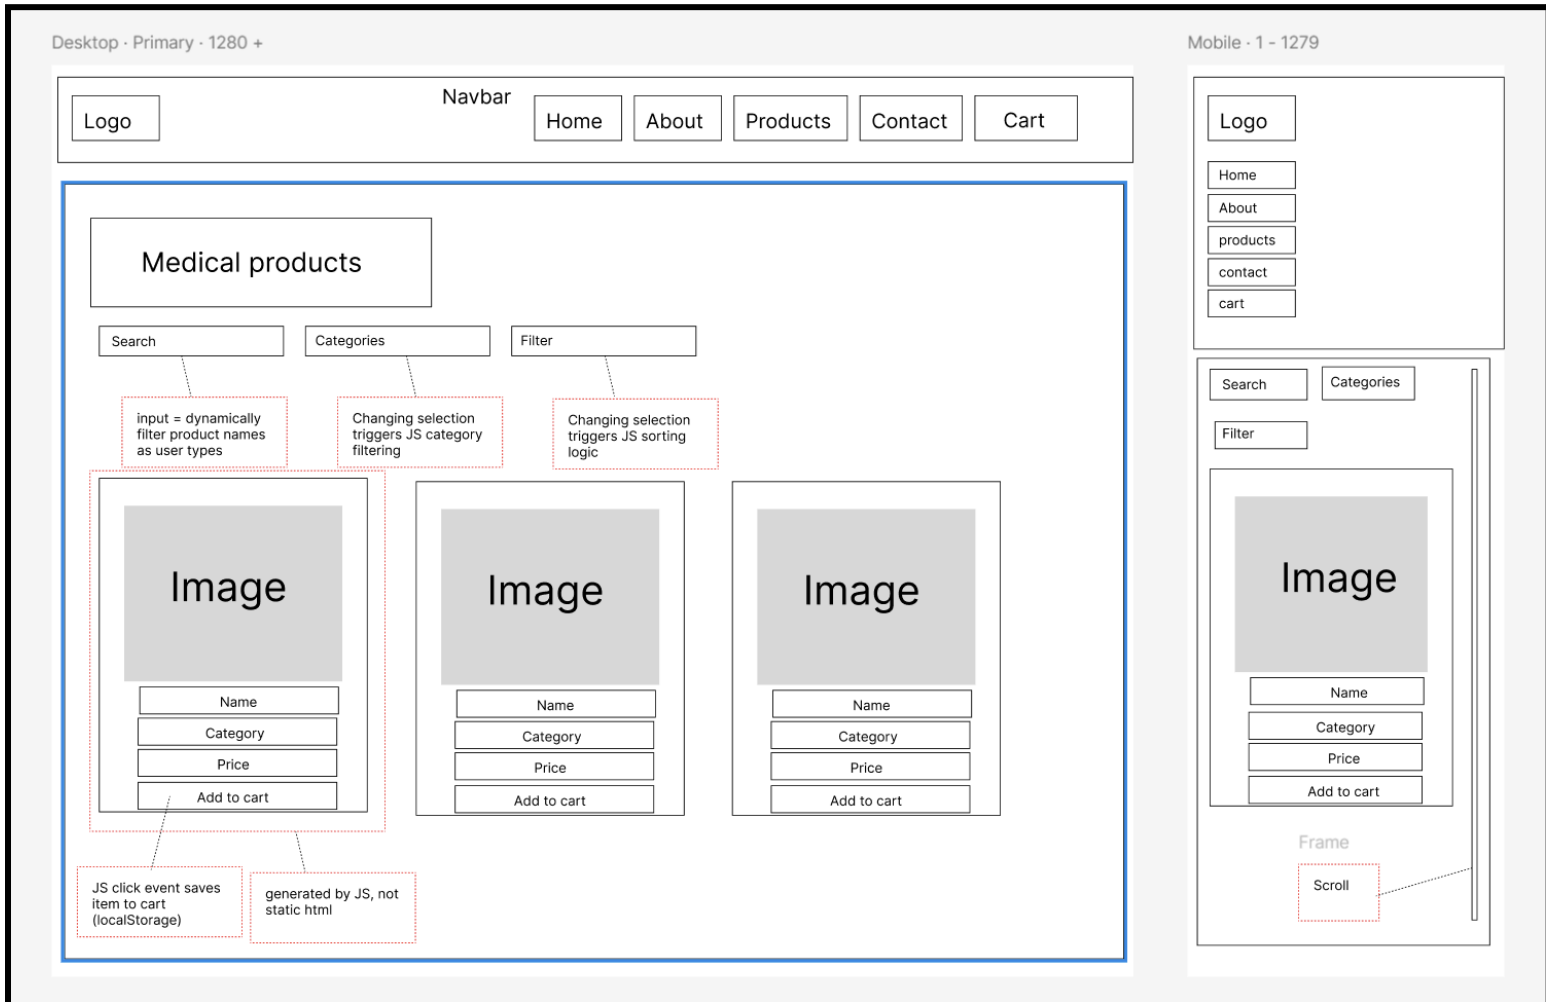 Desktop · Primary · 1280 +
Logo
Navbar
Home
About
Products
Contact
Cart
Medical products
Search
Categories
Filter
input = dynamically
filter product names
as user types
Changing selection
triggers JS category
filtering
Changing selection
triggers JS sorting
logic
Image
Name
Category
Price
Add to cart
Image
Name
Category
Price
Add to cart
Image
Name
Category
Price
Add to cart
JS click event saves
item to cart
(localStorage)
generated by JS, not
static html
Mobile · 1 - 1279
Logo
Home
About
products
contact
cart
Search
Categories
Filter
Image
Name
Category
Price
Add to cart
Frame
Scroll